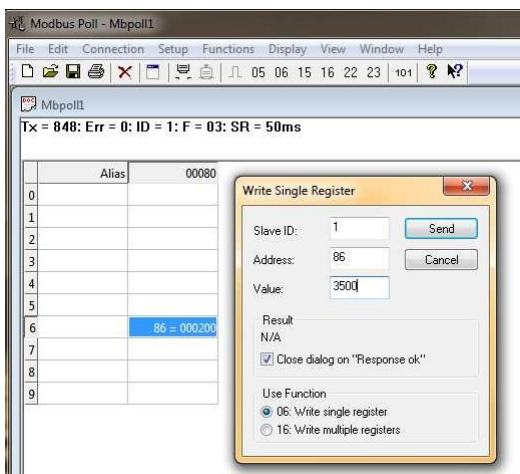 Modbus Poll - Mbpoll1
File Edit Connection Setup Functions Display View Window Help
05 06 15 16 22 23 101
Mbpoll1
Tx = 848: Err = 0: ID = 1: F = 03: SR = 50ms
Alias 00080
0
1
2
3
4
5
6 86 = 000200
7
8
9
Write Single Register
Slave ID: 1 Send
Address: 86 Cancel
Value: 3500
Result
N/A
Close dialog on "Response ok"
Use Function
06: Write single register
16: Write multiple registers